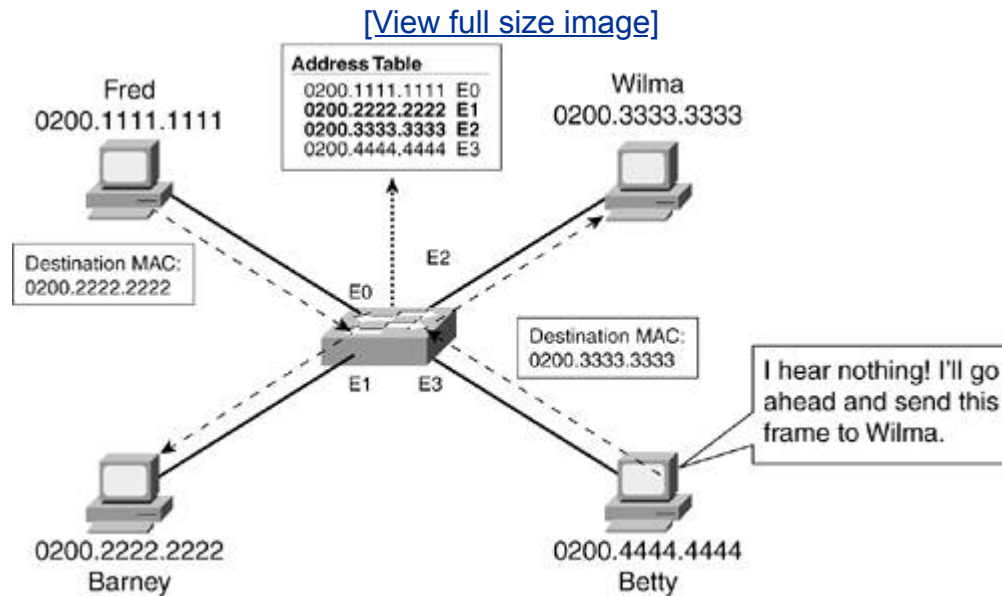 [View full size image]
Address Table
0200.1111.1111 E0
0200.2222.2222 E1
0200.3333.3333 E2
0200.4444.4444 E3
Fred
0200.1111.1111
Wilma
0200.3333.3333
Destination MAC:
0200.2222.2222
E2
E0
Destination MAC:
0200.3333.3333
E1
E3
I hear nothing! I'll go
ahead and send this
frame to Wilma.
0200.2222.2222
Barney
0200.4444.4444
Betty